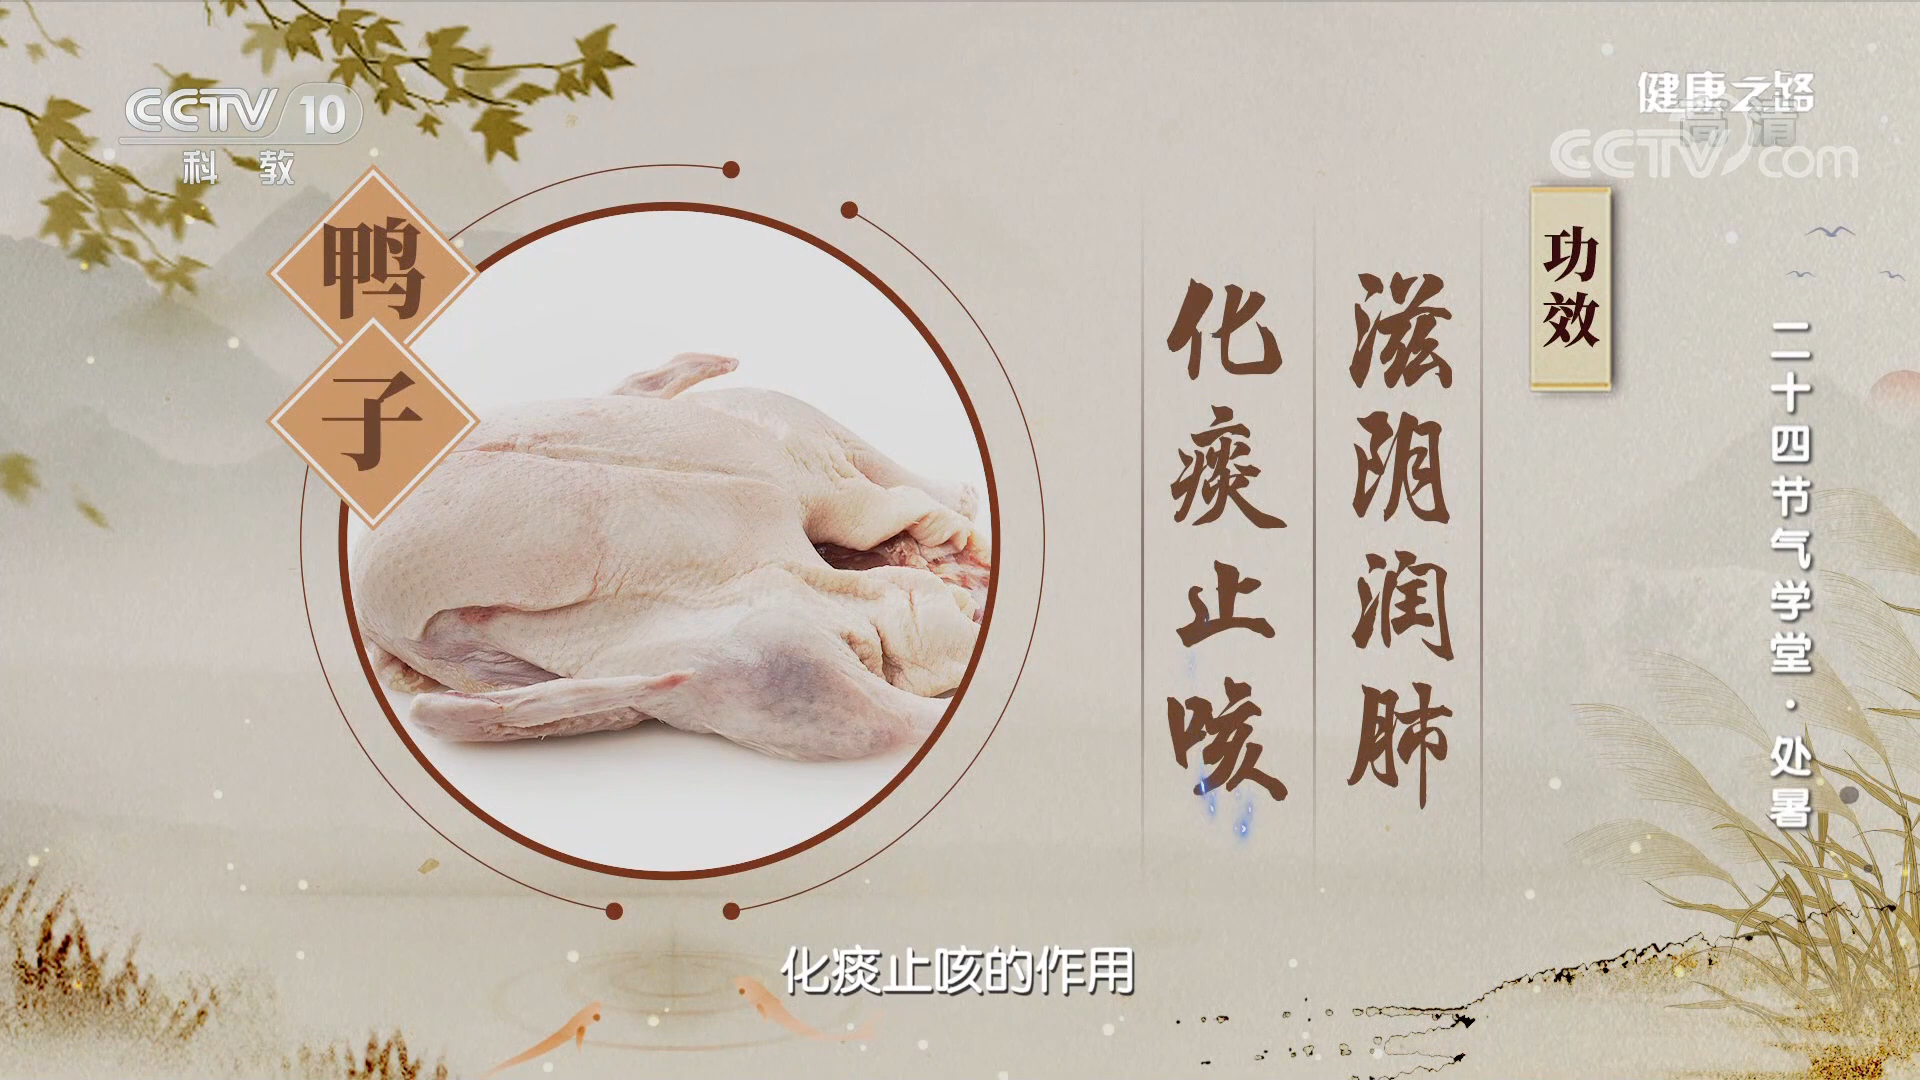 CCTV 10
科 教
健康之路
高清
CCTV.com
鸭子
功效
滋阴润肺
化痰止咳
二十四节气学堂·处暑
化痰止咳的作用